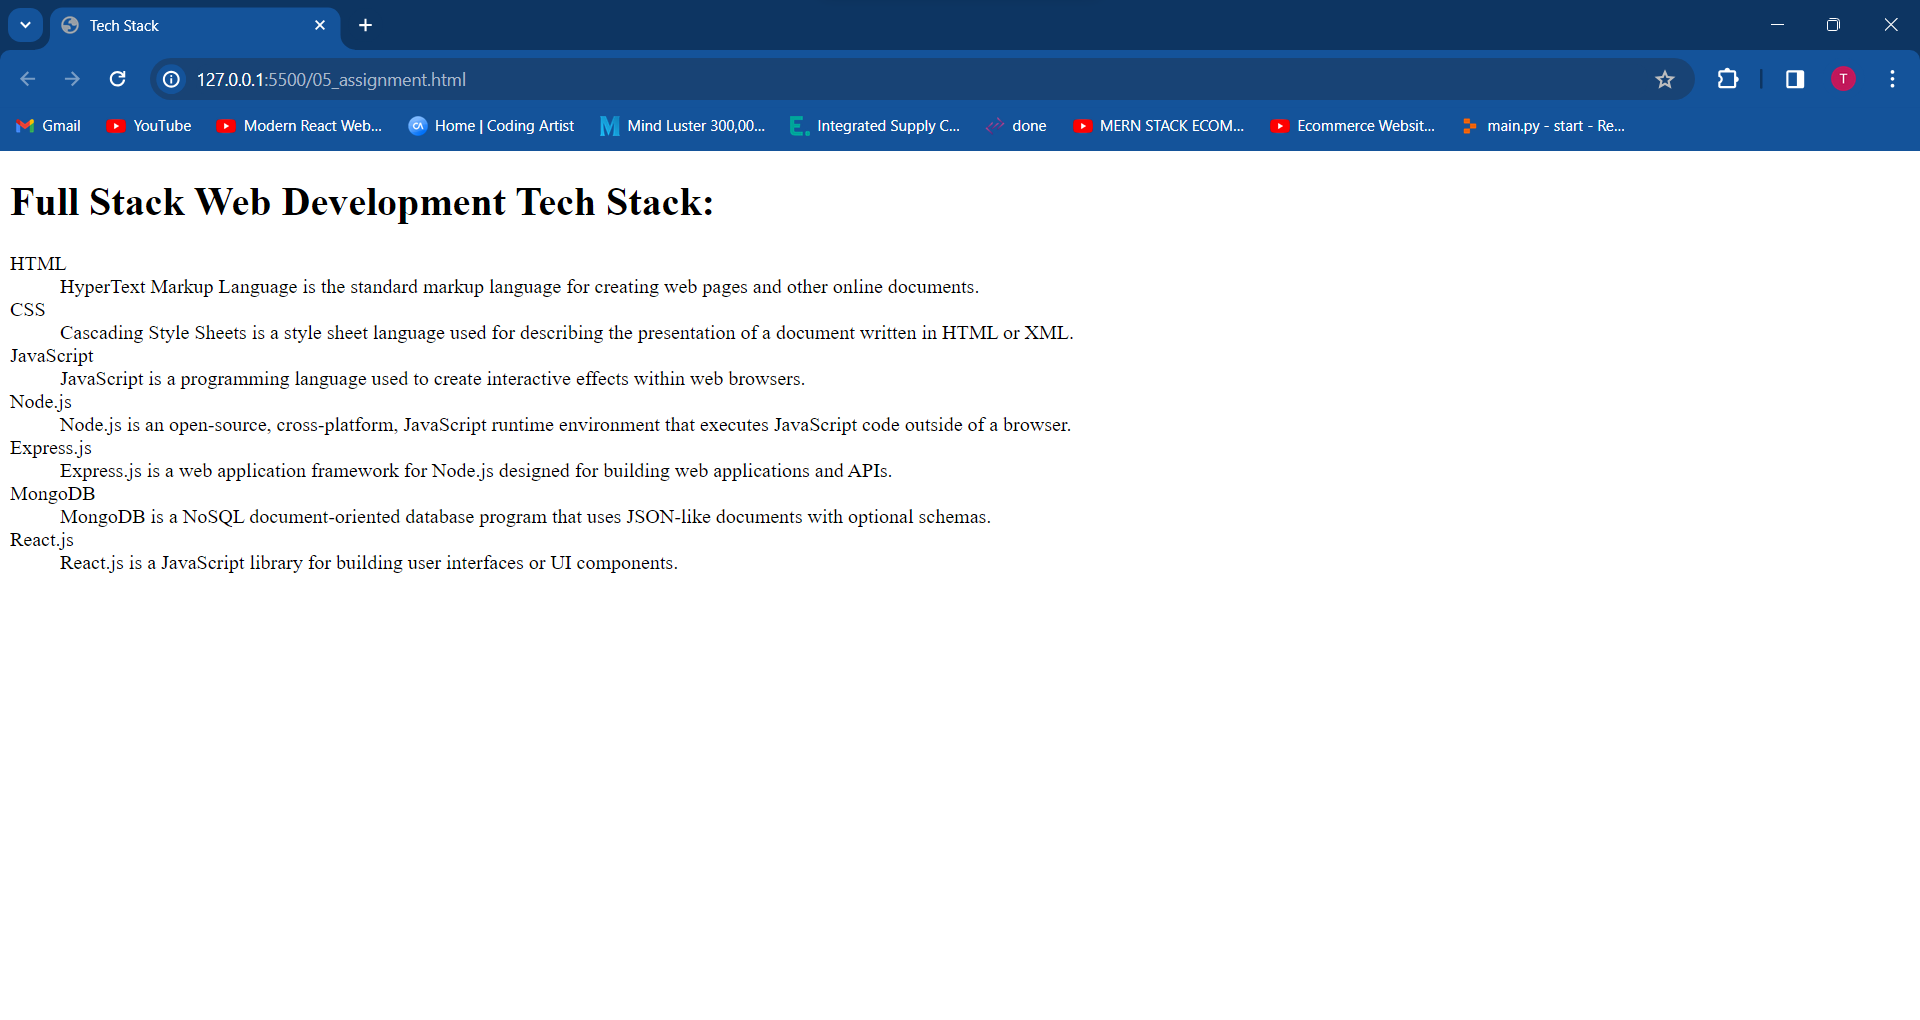 Tech Stack
127.0.0.1:5500/05_assignment.html
T
Gmail YouTube Modern React Web... Home | Coding Artist Mind Luster 300,00... Integrated Supply C... done MERN STACK ECOM... Ecommerce Websit... main.py - start - Re...
Full Stack Web Development Tech Stack:
HTML
HyperText Markup Language is the standard markup language for creating web pages and other online documents.
CSS
Cascading Style Sheets is a style sheet language used for describing the presentation of a document written in HTML or XML.
JavaScript
JavaScript is a programming language used to create interactive effects within web browsers.
Node.js
Node.js is an open-source, cross-platform, JavaScript runtime environment that executes JavaScript code outside of a browser.
Express.js
Express.js is a web application framework for Node.js designed for building web applications and APIs.
MongoDB
MongoDB is a NoSQL document-oriented database program that uses JSON-like documents with optional schemas.
React.js
React.js is a JavaScript library for building user interfaces or UI components.